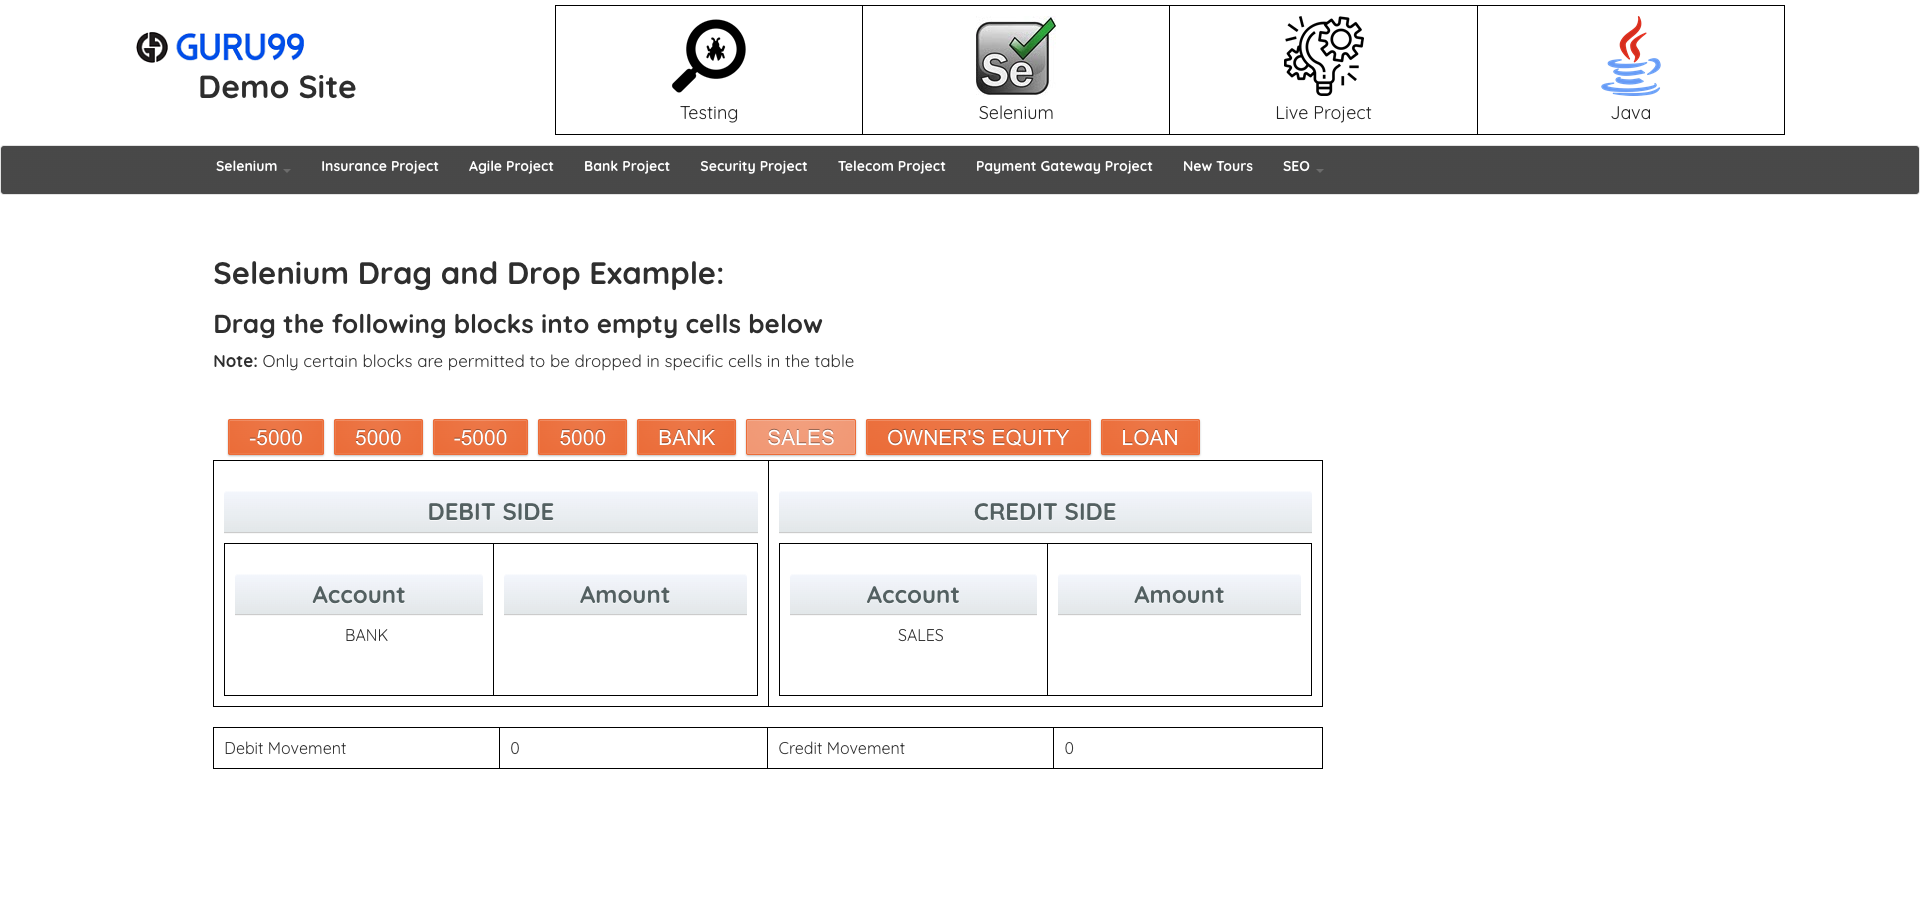 GURU99
Demo Site
Se
Testing
Selenium
Live Project
Java
Selenium
Insurance Project
Agile Project
Bank Project
Security Project
Telecom Project
Payment Gateway Project
New Tours
SEO
Selenium Drag and Drop Example:
Drag the following blocks into empty cells below
Note: Only certain blocks are permitted to be dropped in specific cells in the table
-5000
5000
-5000
5000
BANK
SALES
OWNER'S EQUITY
LOAN
DEBIT SIDE
CREDIT SIDE
Account
Amount
Account
Amount
BANK
SALES
Debit Movement
0
Credit Movement
0